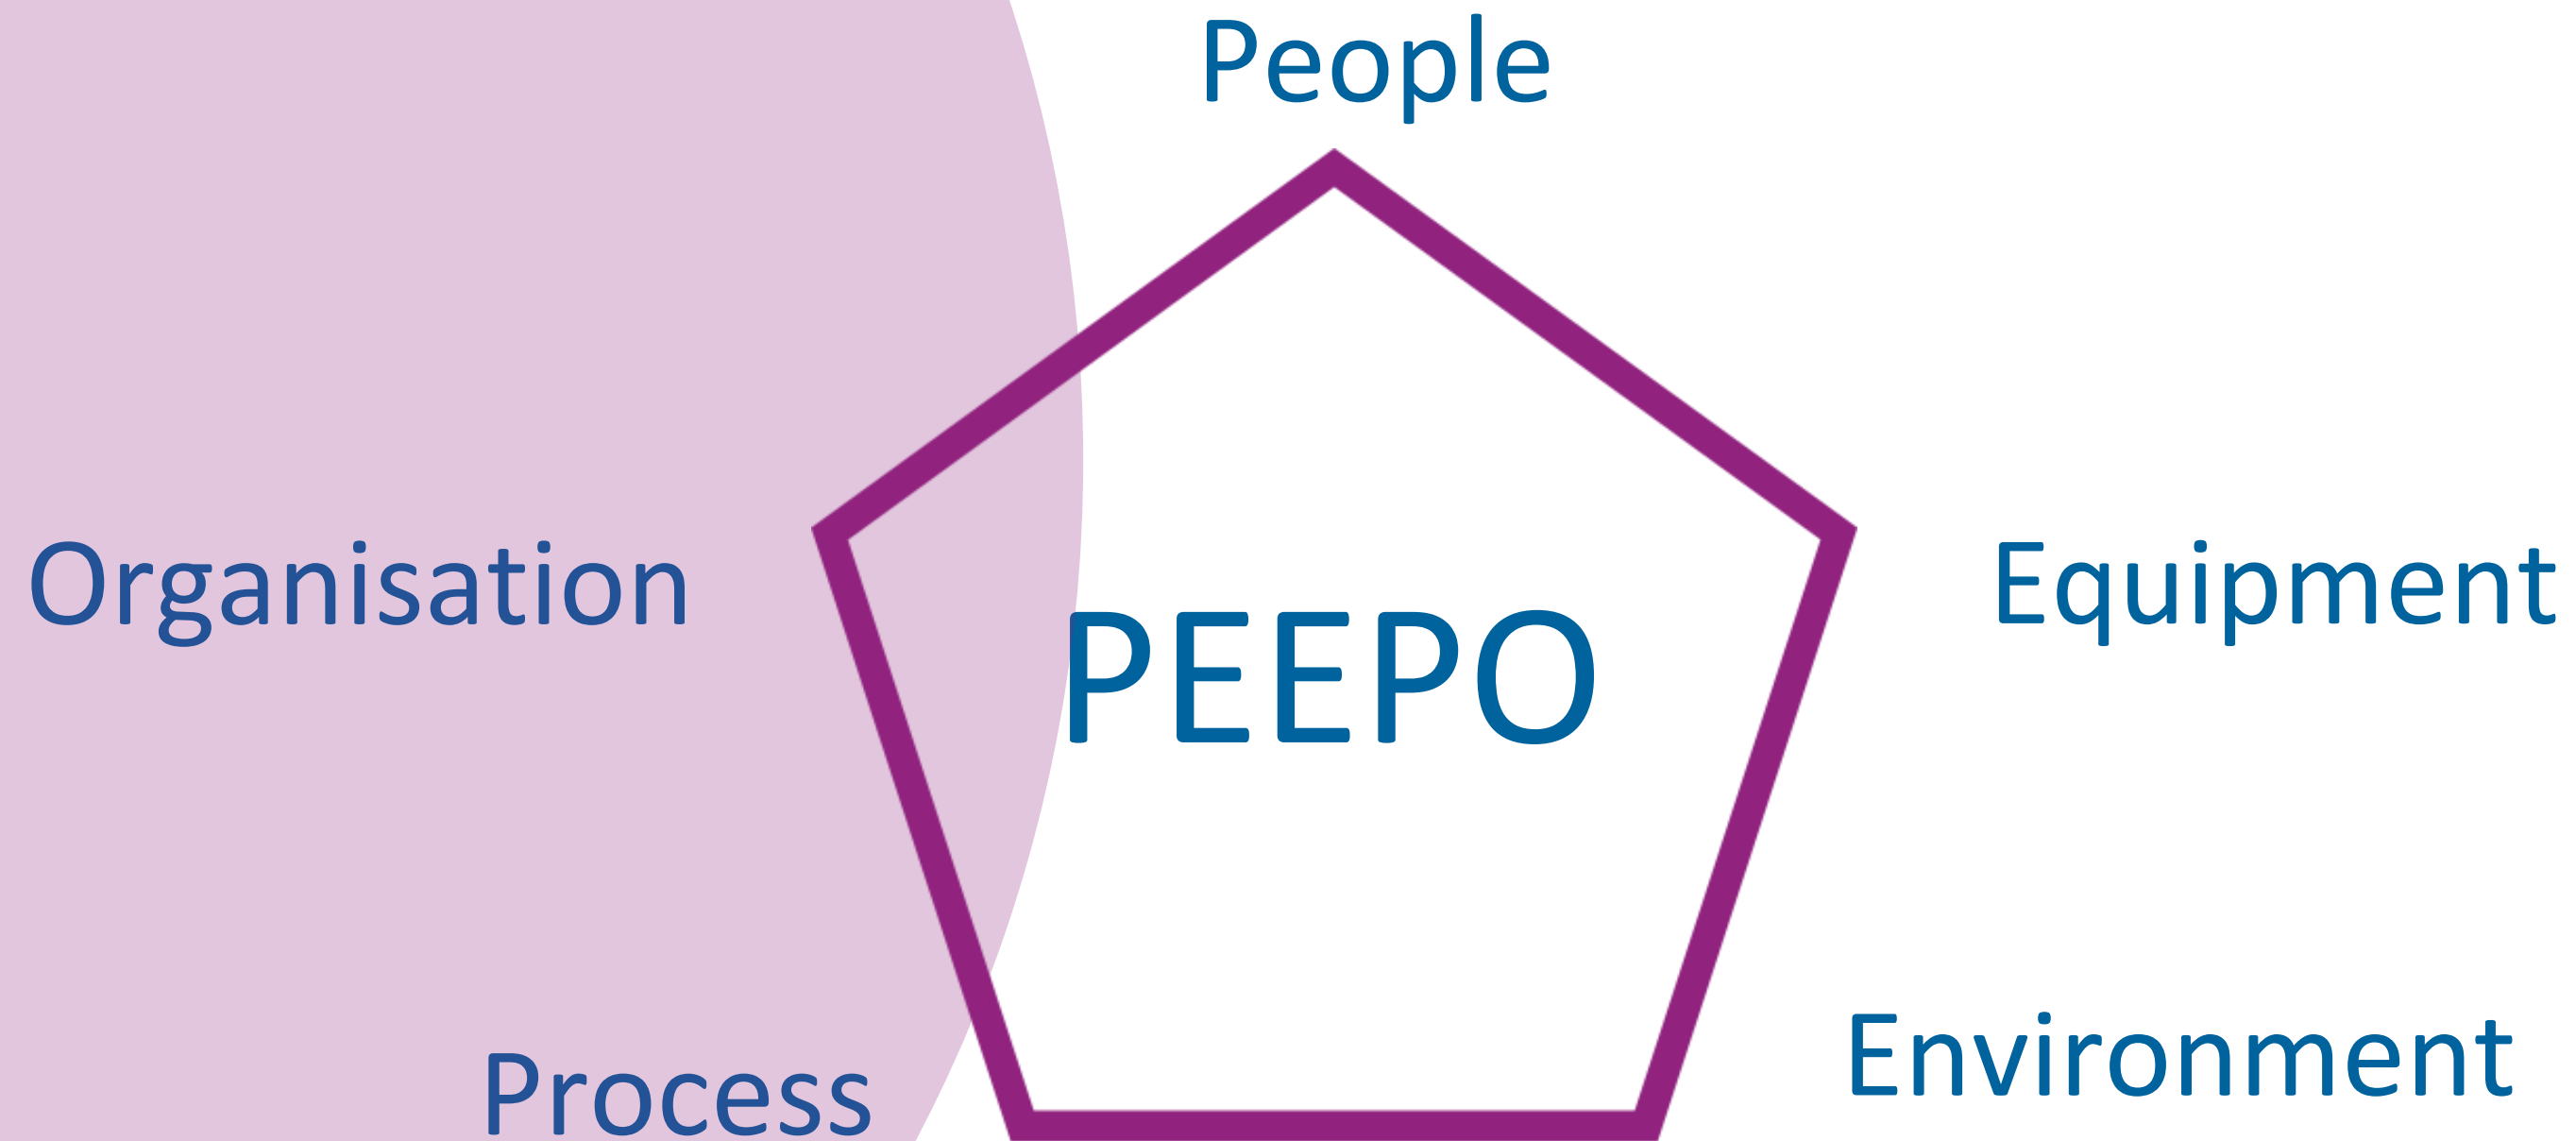 People
Organisation
Equipment
PEEPO
Environment
Process